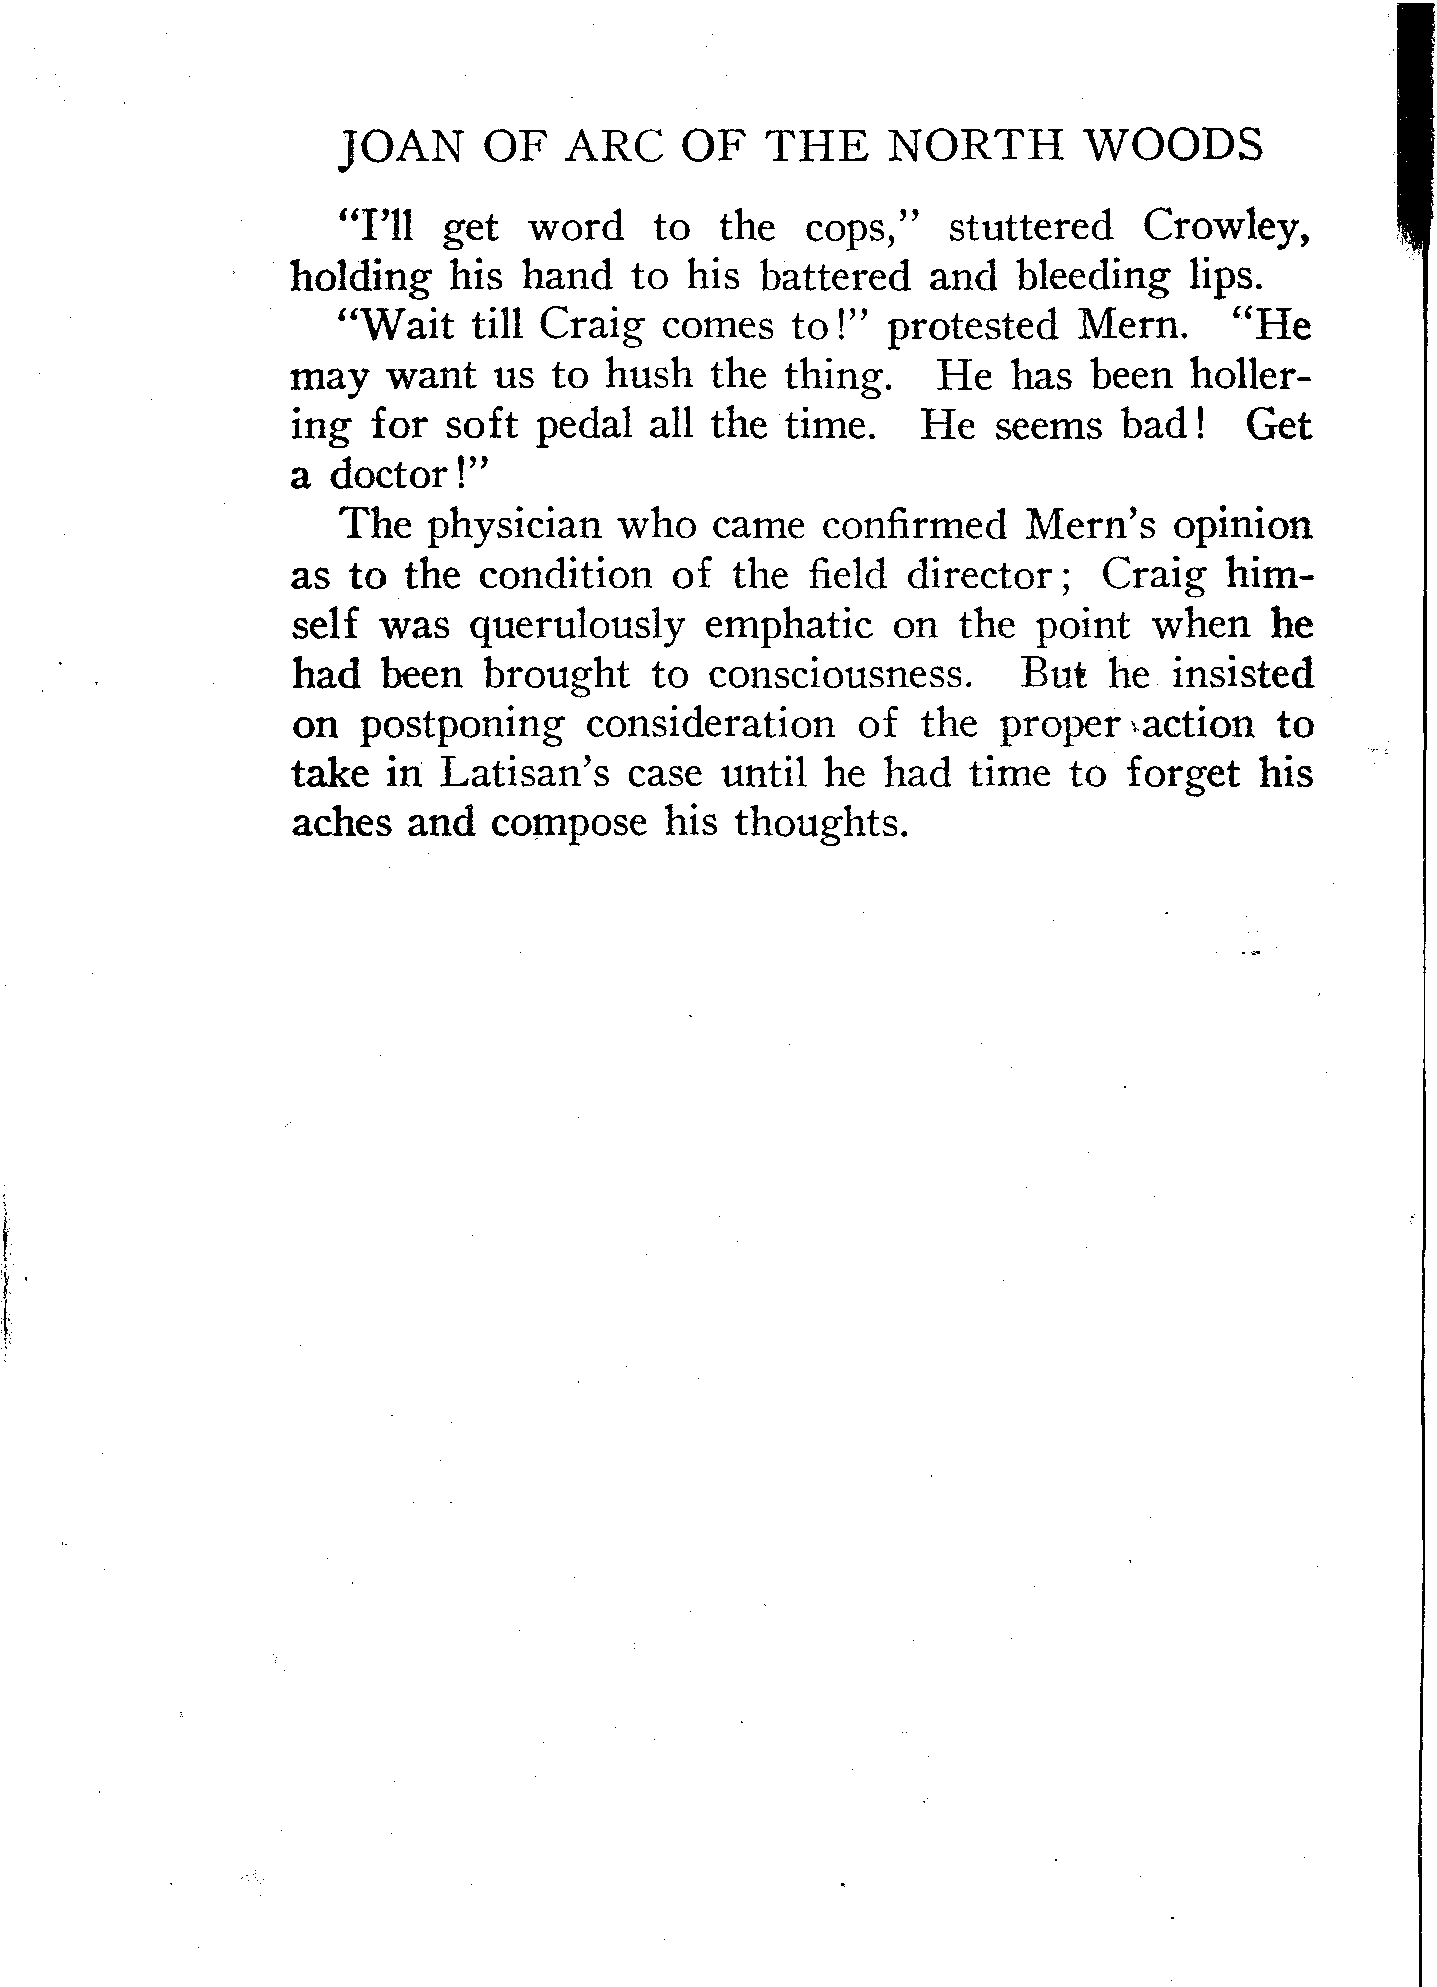 JOAN OF ARC OF THE NORTH WOODS
“I’ll get word to the cops,” stuttered Crowley,
holding his hand to his battered and bleeding lips.
“Wait till Craig comes to!” protested Mern. “He
may want us to hush the thing. He has been holler-
ing for soft pedal all the time. He seems bad! Get
a doctor!”
The physician who came confirmed Mern’s opinion
as to the condition of the field director; Craig him-
self was querulously emphatic on the point when he
had been brought to consciousness. But he insisted
on postponing consideration of the proper action to
take in Latisan’s case until he had time to forget his
aches and compose his thoughts.